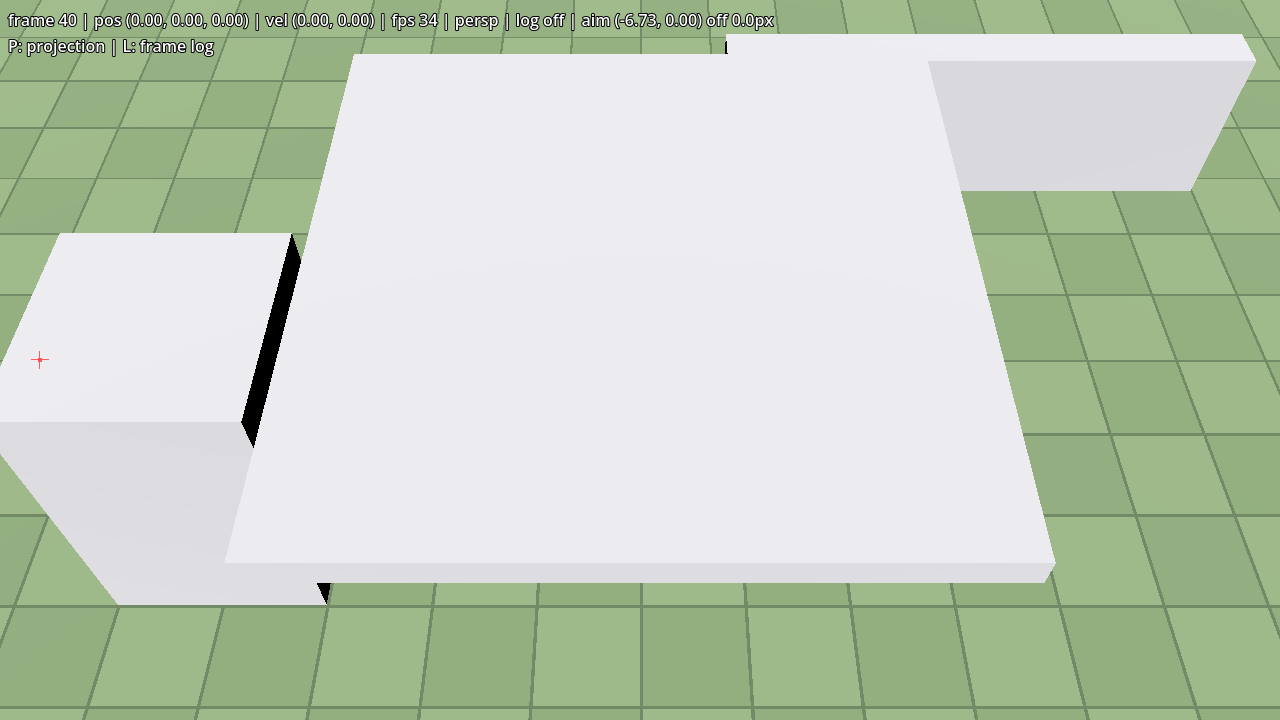 frame 40 | pos (0.00, 0.00, 0.00) | vel (0.00, 0.00) | fps 34 | persp | log off | aim (-6.73, 0.00) off 0.0px
P: projection | L: frame log